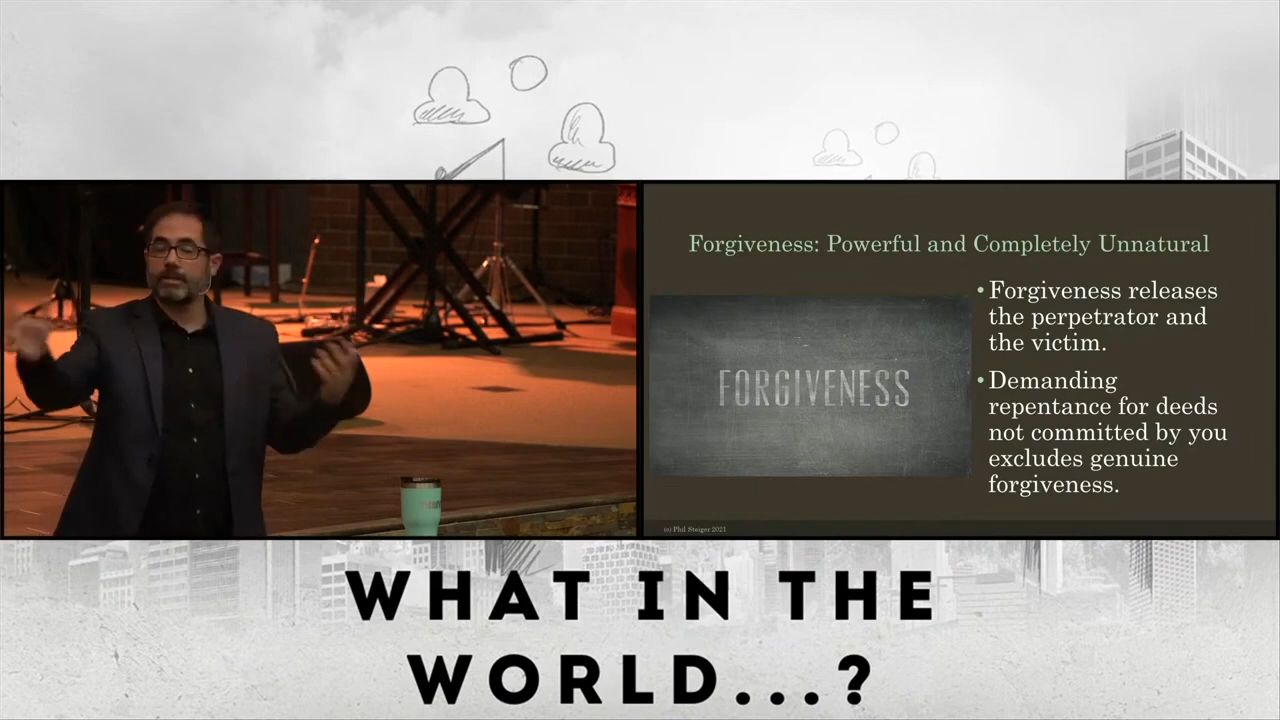 Forgiveness: Powerful and Completely Unnatural
FORGIVENESS
• Forgiveness releases
the perpetrator and
the victim.
• Demanding
repentance for deeds
not committed by you
excludes genuine
forgiveness.
(c) Phil Steiger 2021
WHAT IN THE
WORLD...?